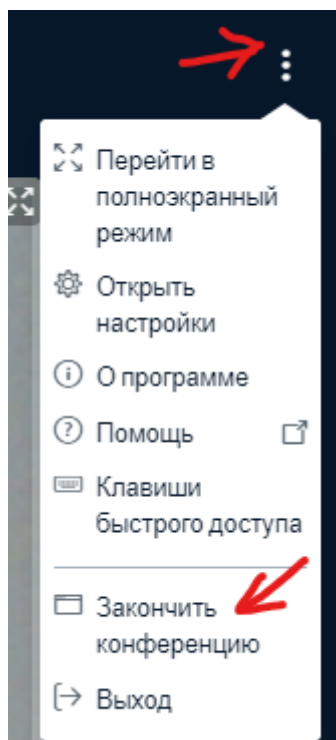 Перейти в
полноэкранный
режим
Открыть
настройки
О программе
Помощь
Клавиши
быстрого доступа
Закончить
конференцию
Выход